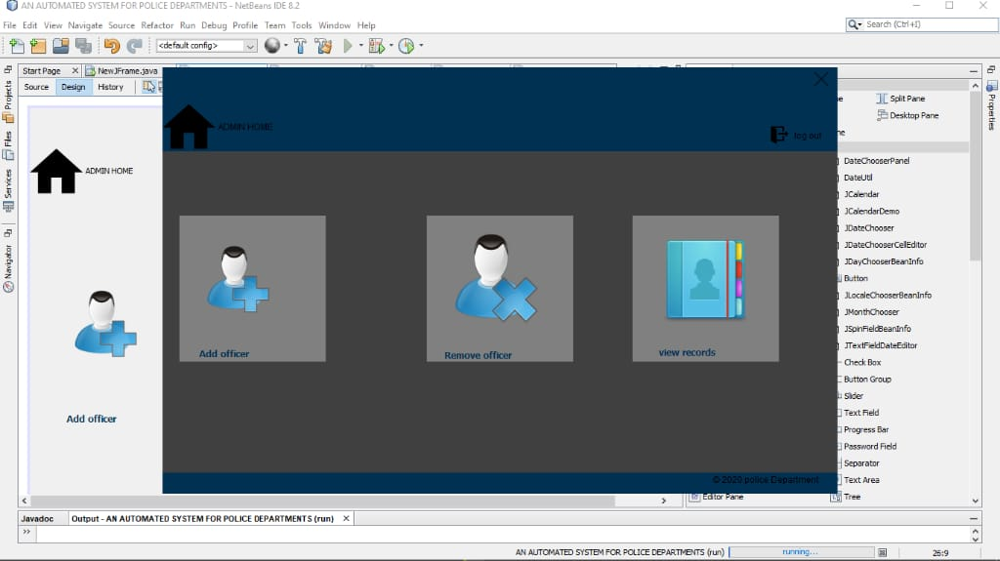 AN AUTOMATED SYSTEM FOR POLICE DEPARTMENTS - NetBeans IDE 8.2
File Edit View Navigate Source Refactor Run Debug Profile Team Tools Window Help
Search (Ctrl+I)
<default config>
Start Page
NewJFrame.java
Source Design History
Projects
Files
Services
Navigator
ADMIN HOME
Add officer
ADMIN HOME
log out
Add officer
Remove officer
view records
© 2020 police Department
Split Pane
Desktop Pane
DateChooserPanel
DateUtil
JCalendar
JCalendarDemo
JDateChooser
JDateChooserCellEditor
JDayChooserBeanInfo
Button
JLocaleChooserBeanInfo
JMonthChooser
JSpinFieldBeanInfo
JTextFieldDateEditor
Check Box
Button Group
Slider
Text Field
Progress Bar
Password Field
Separator
Text Area
Editor Pane
Tree
Properties
Javadoc
Output - AN AUTOMATED SYSTEM FOR POLICE DEPARTMENTS (run)
>>
AN AUTOMATED SYSTEM FOR POLICE DEPARTMENTS (run)
running...
26:9